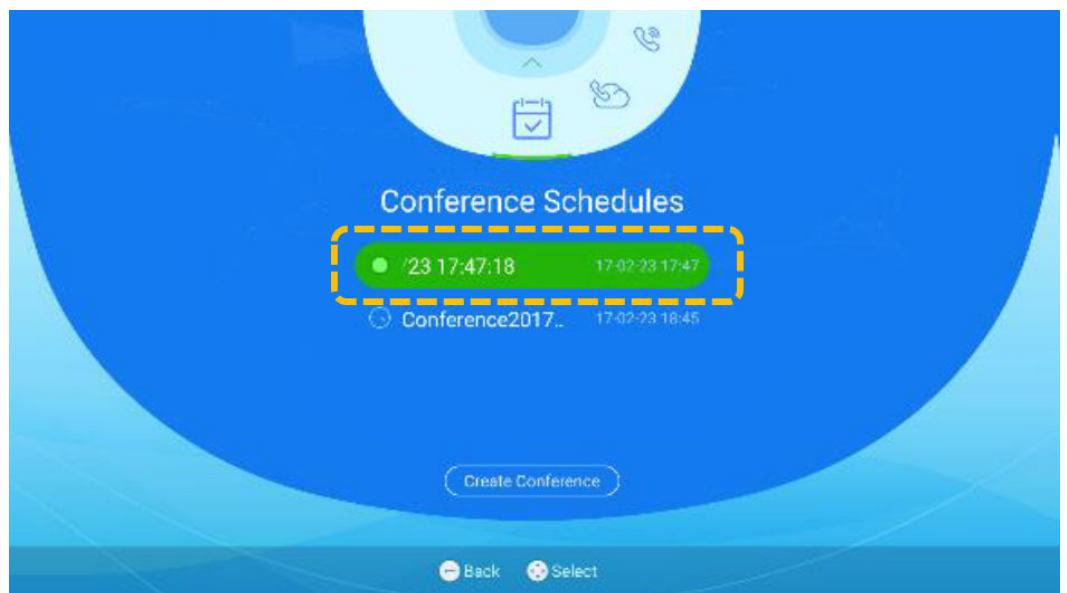 Conference Schedules
/23 17:47:18 17-02-23 17:47
Conference2017.. 17-02-23 18:45
Create Conference
Back Select